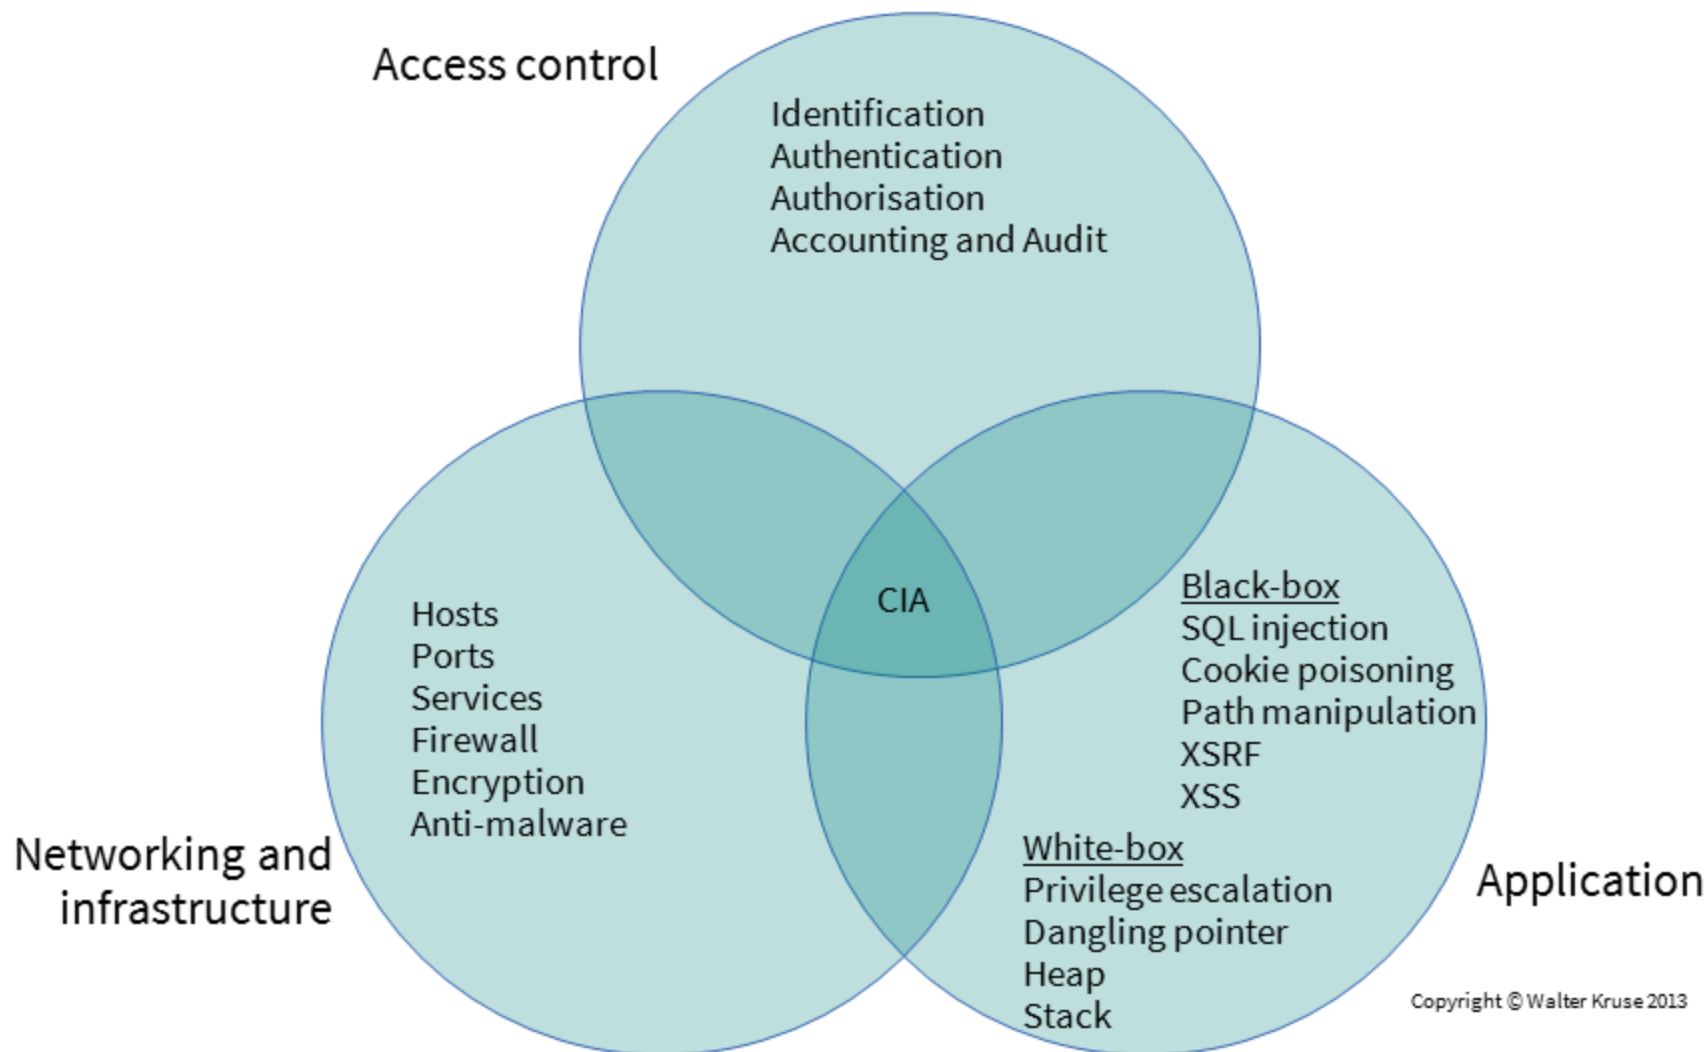 Access control
Identification
Authentication
Authorisation
Accounting and Audit
CIA
Hosts
Ports
Services
Firewall
Encryption
Anti-malware
Networking and
infrastructure
Black-box
SQL injection
Cookie poisoning
Path manipulation
XSRF
XSS
White-box
Privilege escalation
Dangling pointer
Heap
Stack
Application
Copyright © Walter Kruse 2013